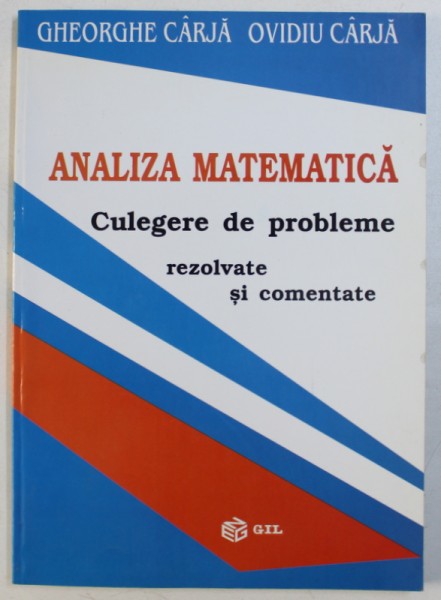 GHEORGHE CÂRJĂ OVIDIU CÂRJĂ
ANALIZA MATEMATICĂ
Culegere de probleme
rezolvate
și comentate
GIL